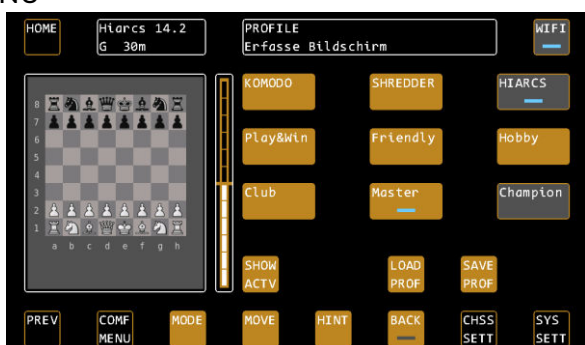 NG
HOME
Hiarcs 14.2
G 30m
PROFILE
Erfasse Bildschirm
WIFI
KOMODO
SHREDDER
HIARCS
Play&Win
Friendly
Hobby
Club
Master
Champion
8
7
6
5
4
3
2
1
a b c d e f g h
SHOW
ACTV
LOAD
PROF
SAVE
PROF
PREV
COMF
MENU
MODE
MOVE
HINT
BACK
CHSS
SETT
SYS
SETT